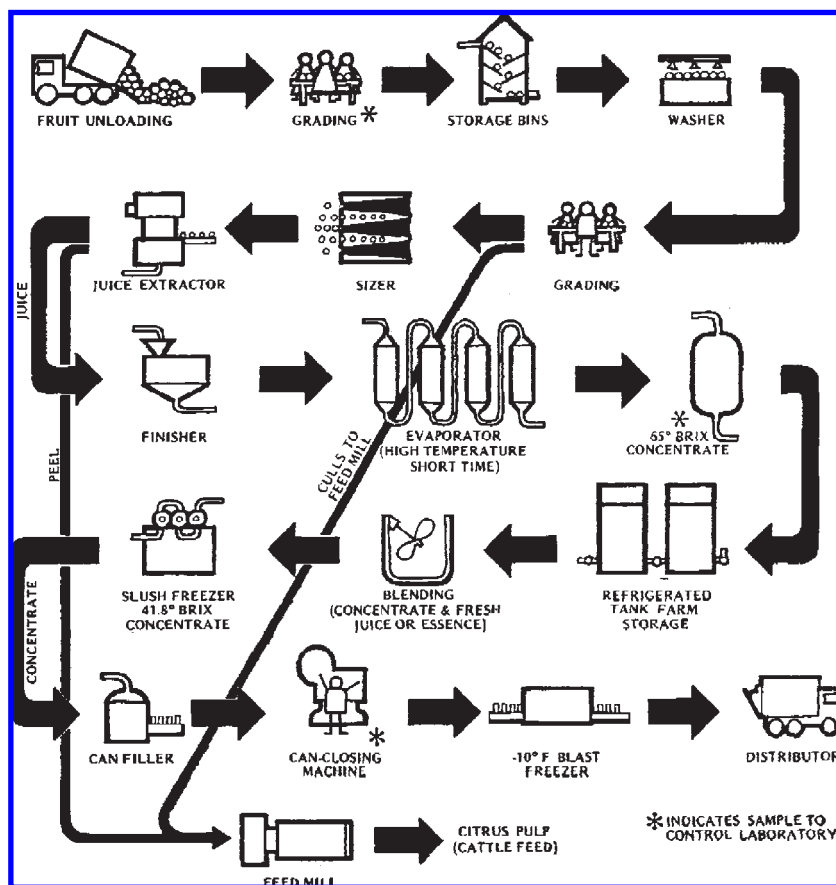 FRUIT UNLOADING
GRADING*
STORAGE BINS
WASHER
JUICE EXTRACTOR
SIZER
GRADING
JUICE
FINISHER
EVAPORATOR
(HIGH TEMPERATURE
SHORT TIME)
*
65° BRIX
CONCENTRATE
PEEL
CULLS TO
FEED MILL
SLUSH FREEZER
41.8° BRIX
CONCENTRATE
BLENDING
(CONCENTRATE & FRESH
JUICE OR ESSENCE)
REFRIGERATED
TANK FARM
STORAGE
CONCENTRATE
CAN FILLER
CAN-CLOSING
MACHINE
*
-10° F BLAST
FREEZER
DISTRIBUTOR
FEED MILL
CITRUS PULP
(CATTLE FEED)
* INDICATES SAMPLE TO
CONTROL LABORATORY